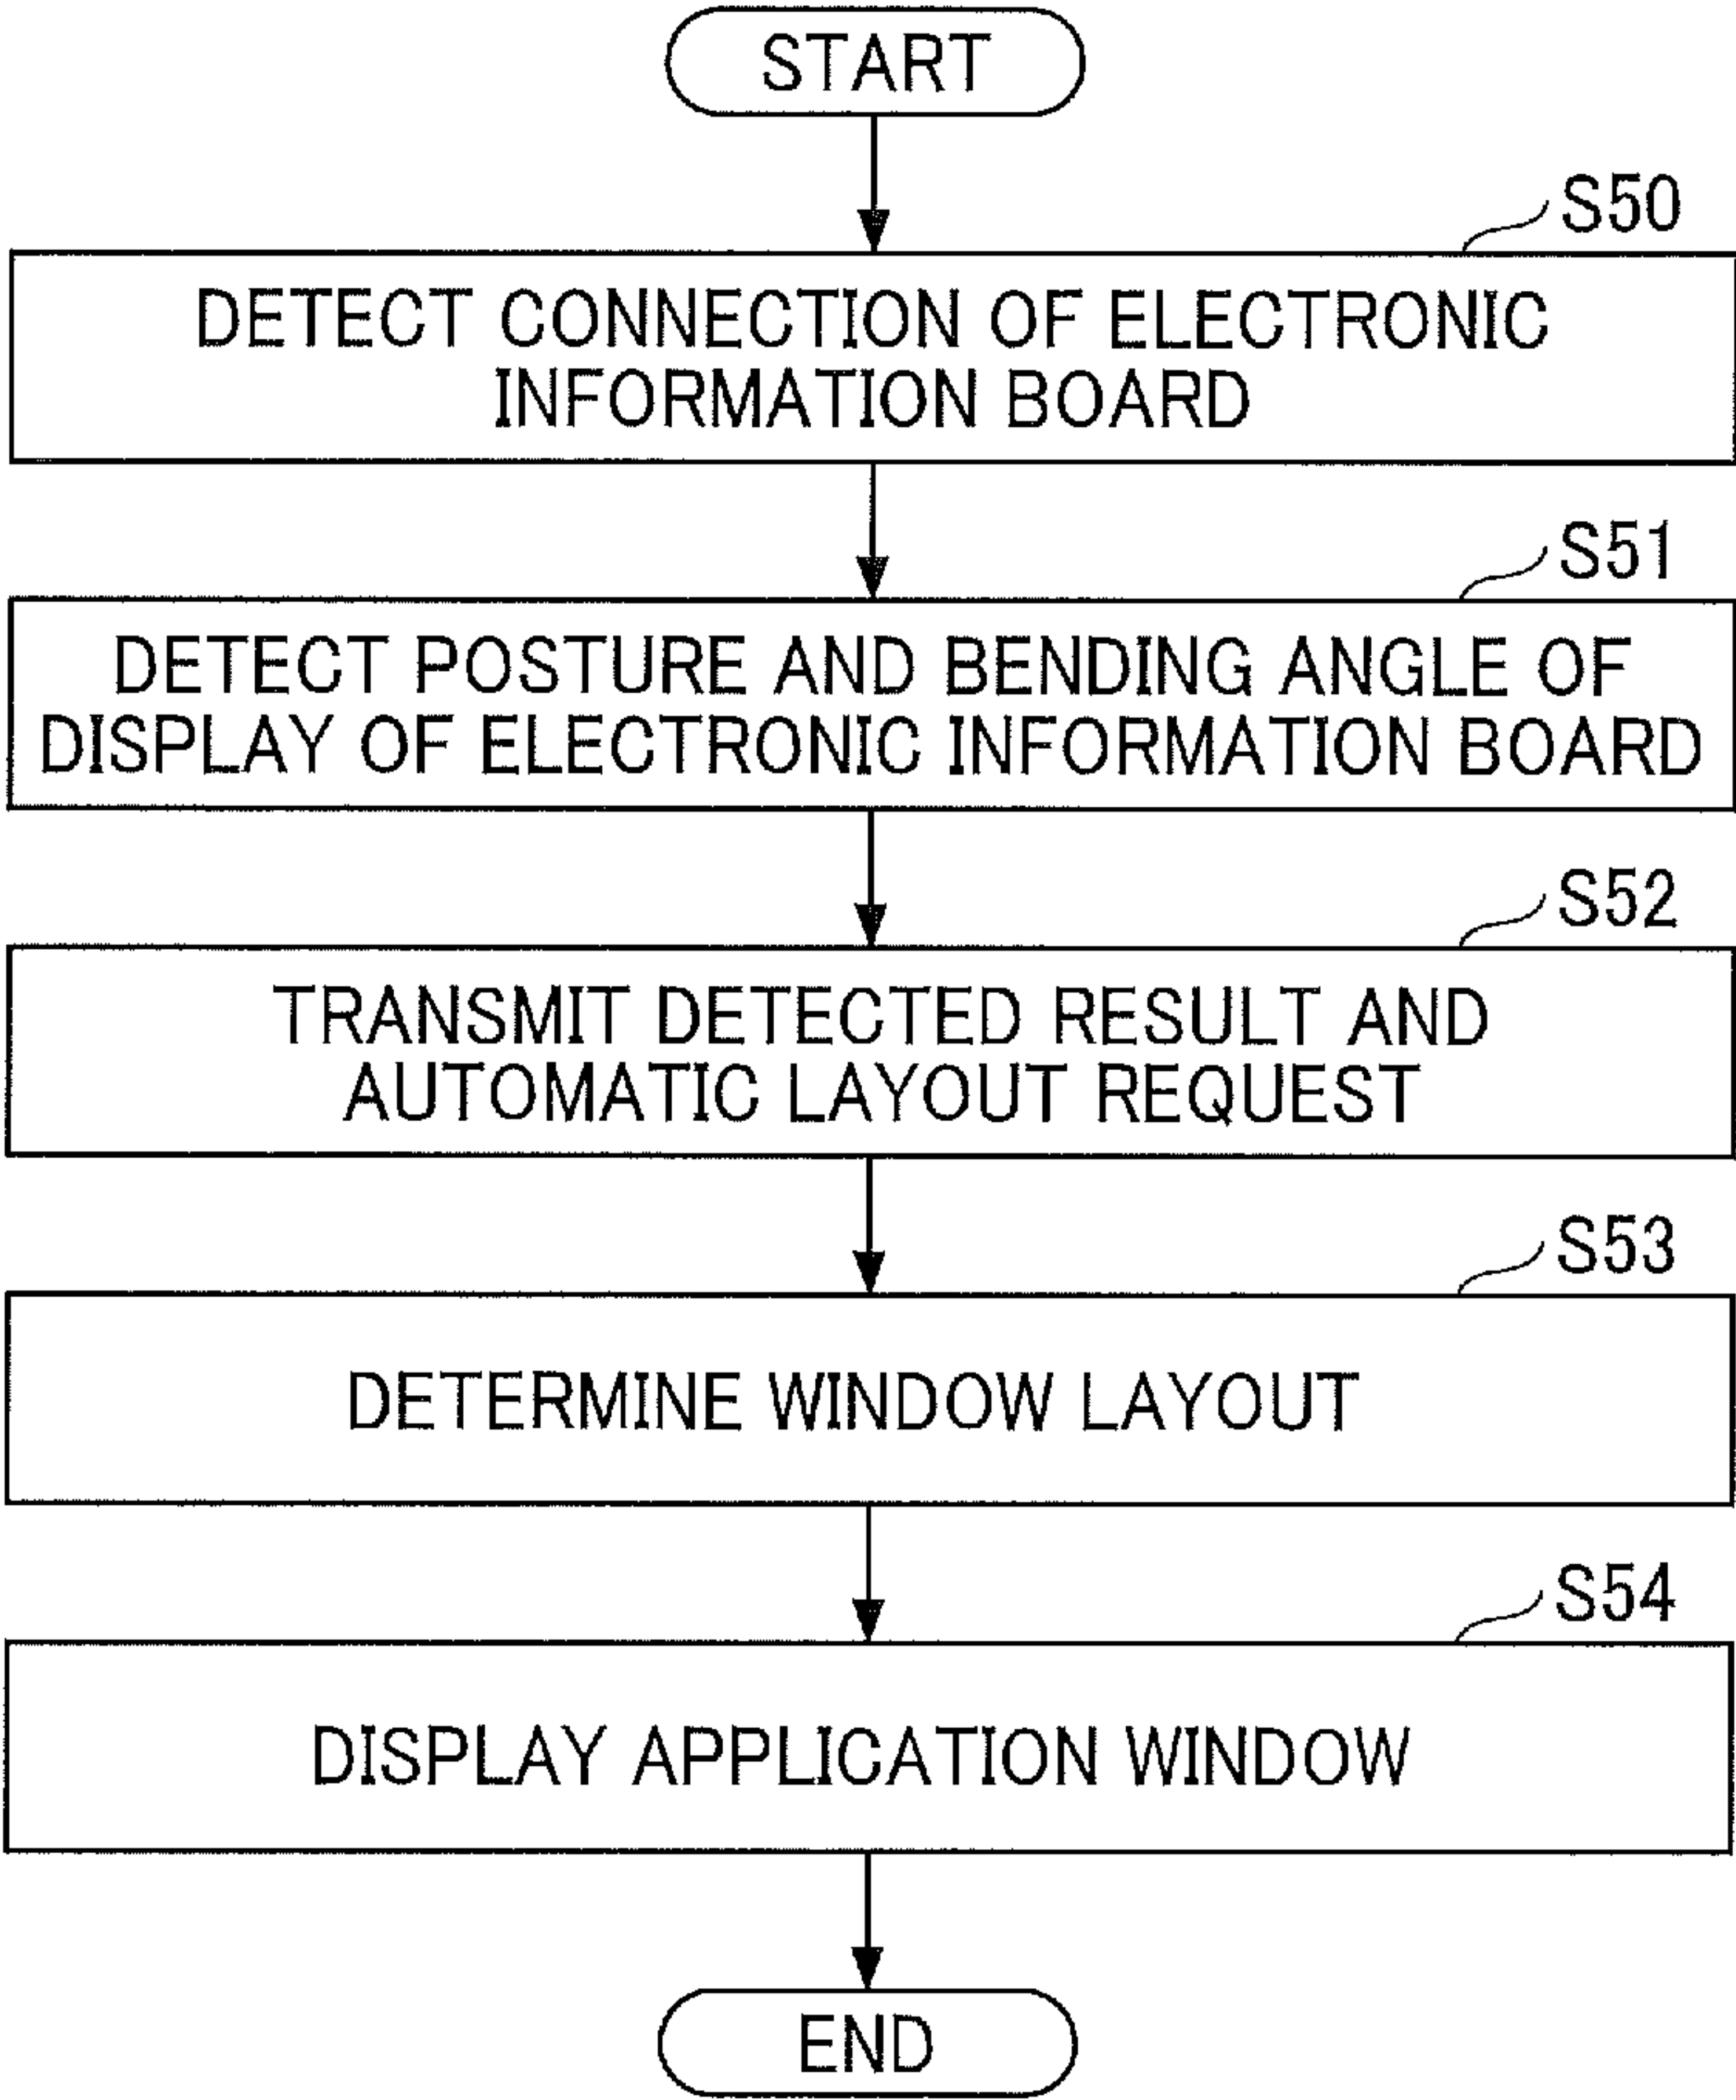 START
S50
DETECT CONNECTION OF ELECTRONIC
INFORMATION BOARD
S51
DETECT POSTURE AND BENDING ANGLE OF
DISPLAY OF ELECTRONIC INFORMATION BOARD
S52
TRANSMIT DETECTED RESULT AND
AUTOMATIC LAYOUT REQUEST
S53
DETERMINE WINDOW LAYOUT
S54
DISPLAY APPLICATION WINDOW
END